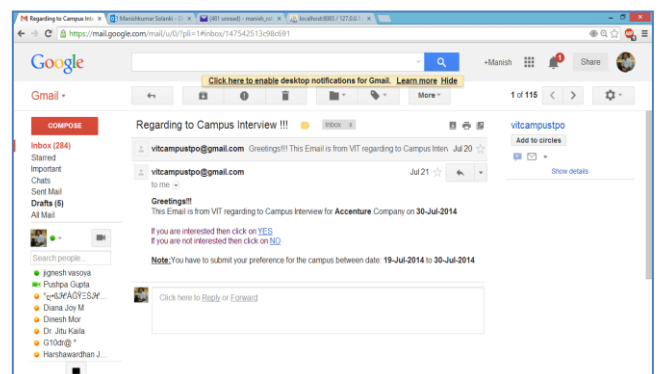 Regarding to Campus Int
Manishkumar Solanki - O
(401 unread) - manish_ra
localhost:8085 / 127.0.0.1
https://mail.google.com/mail/u/0/?pli=1#inbox/147542513c98d691
Google
+Manish
Share
Click here to enable desktop notifications for Gmail. Learn more Hide
Gmail
More
1 of 115
COMPOSE
Inbox (284)
Starred
Important
Chats
Sent Mail
Drafts (5)
All Mail
Search people...
jignesh vasoya
Pushpa Gupta
Diana Joy M
Dinesh Mor
Dr. Jitu Kaila
G10dr@ *
Harshawardhan J...
Regarding to Campus Interview !!!
Inbox x
vitcampustpo@gmail.com Greetings!!! This Email is from VIT regarding to Campus Inten Jul 20
vitcampustpo@gmail.com
Jul 21
to me
Greetings!!!
This Email is from VIT regarding to Campus Interview for Accenture Company on 30-Jul-2014
If you are interested then click on YES
If you are not interested then click on NO
Note:You have to submit your preference for the campus between date: 19-Jul-2014 to 30-Jul-2014
Click here to Reply or Forward
vitcampustpo
Add to circles
Show details